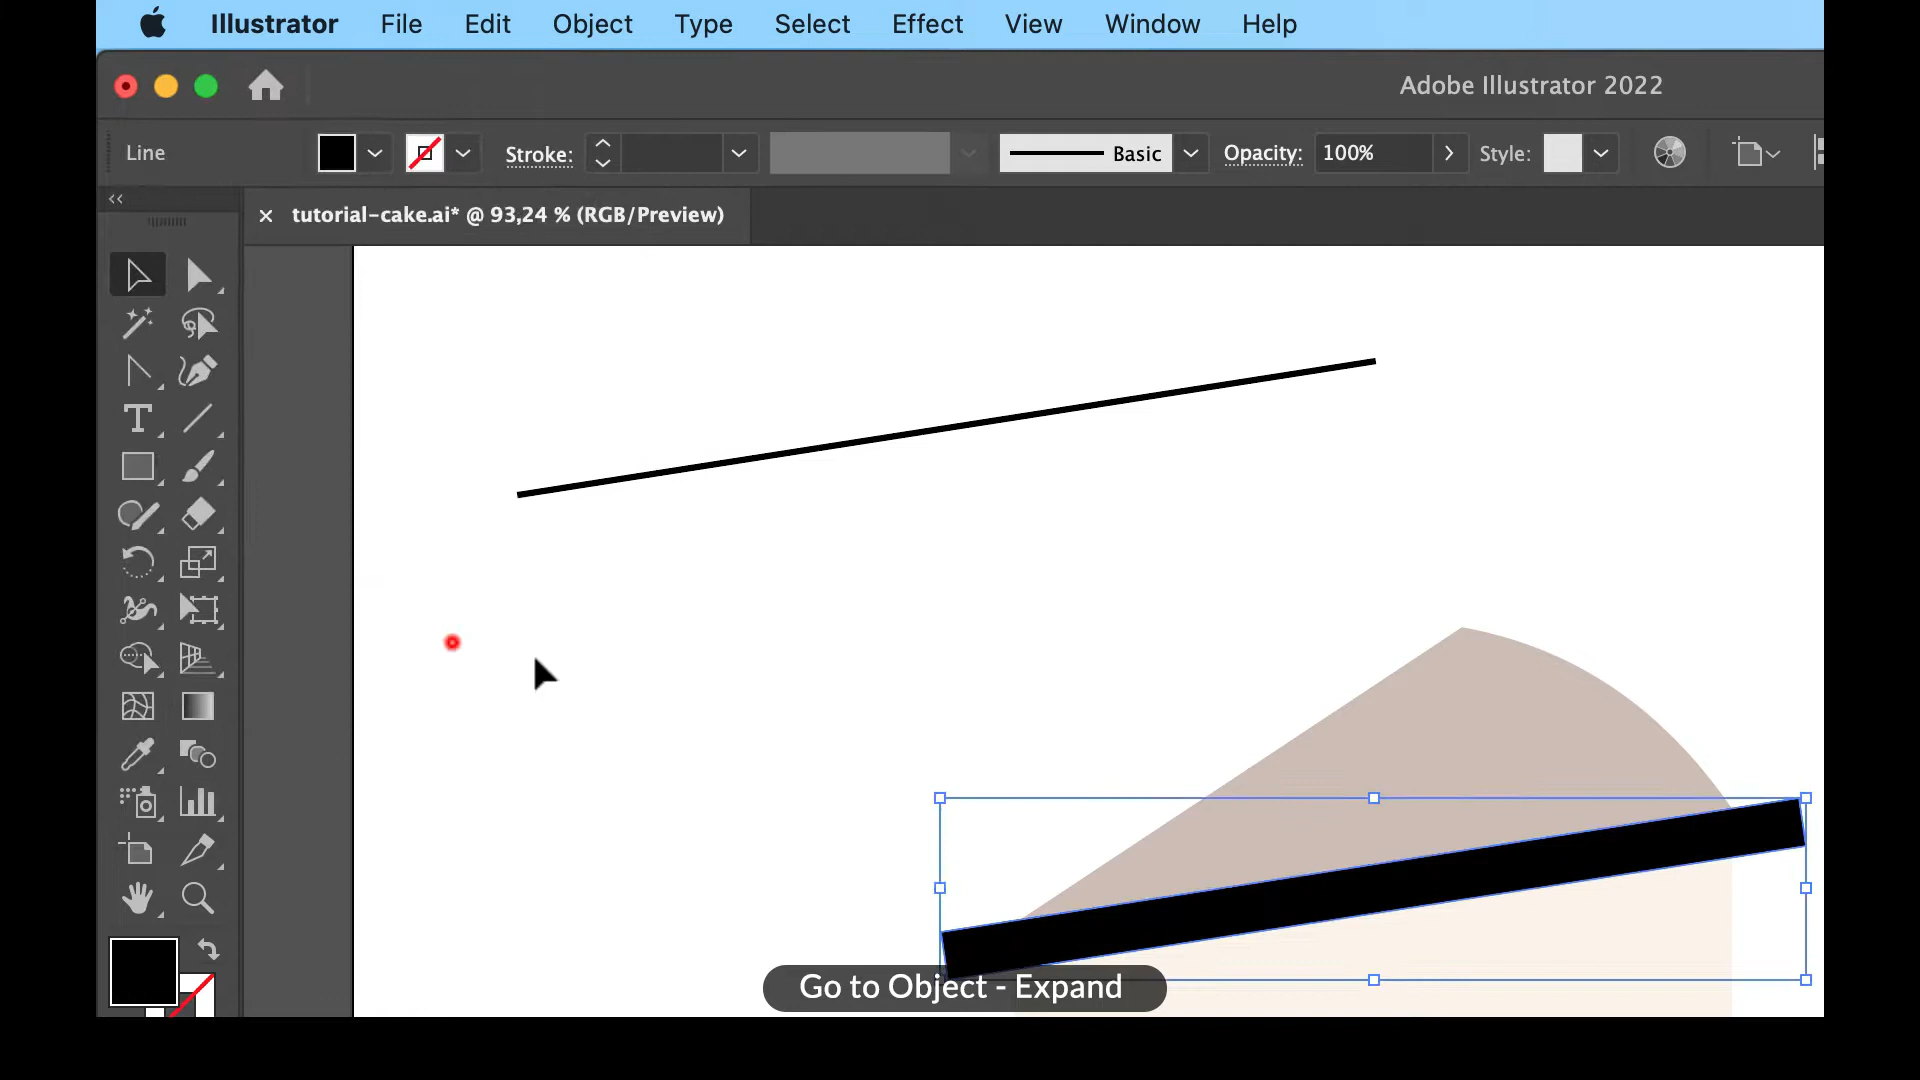 Illustrator File Edit Object Type Select Effect View Window Help
Adobe Illustrator 2022
Line Stroke: Basic Opacity: 100% Style:
tutorial-cake.ai* @ 93,24 % (RGB/Preview)
Go to Object - Expand